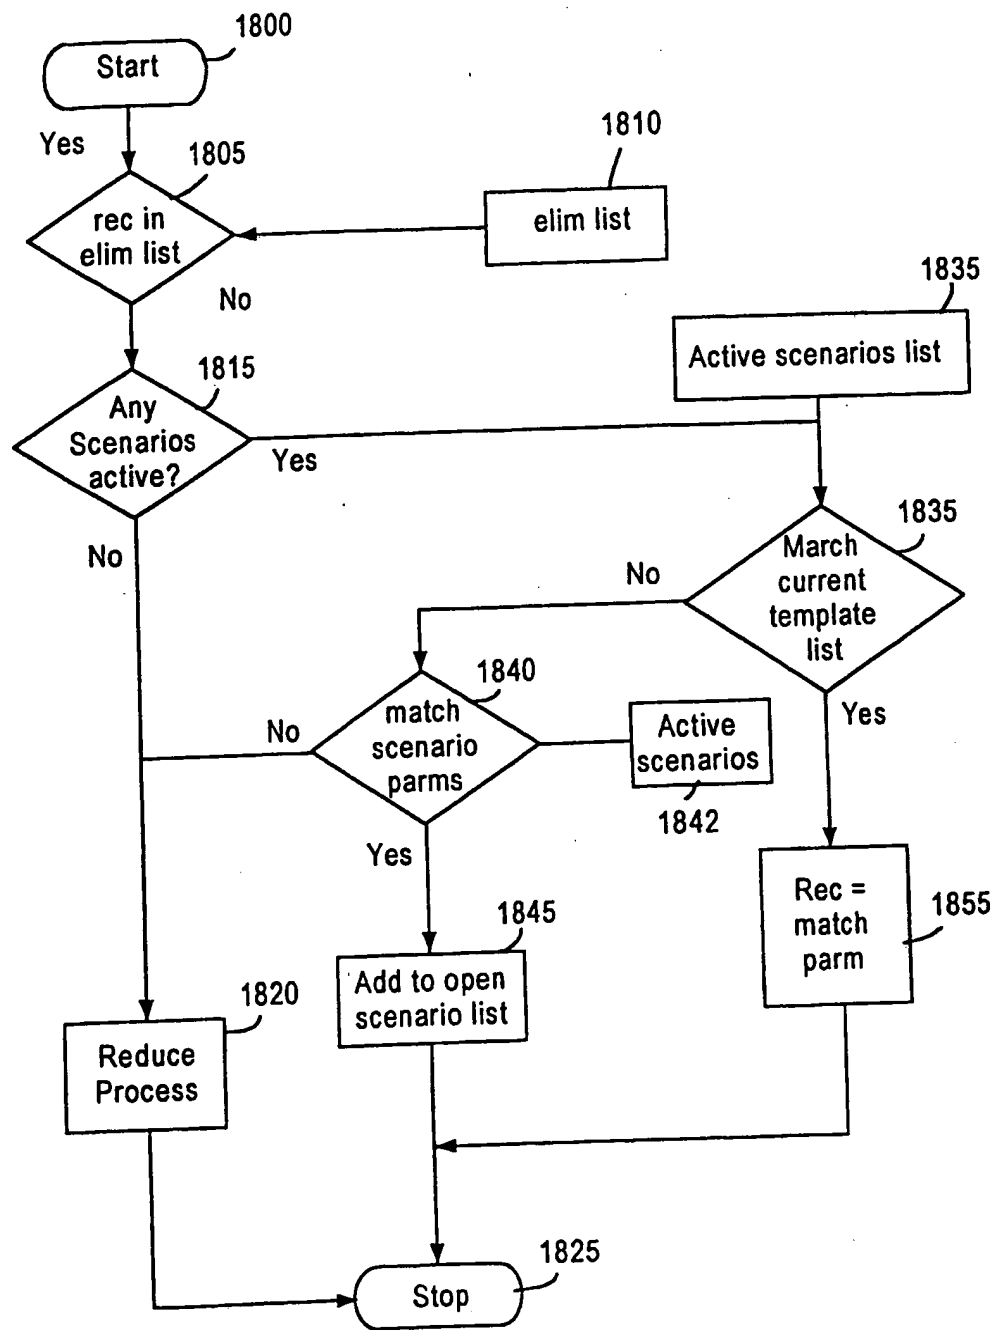 1800
Start
Yes
1805
1810
rec in
elim list
elim list
No
1835
Active scenarios list
1815
Any
Scenarios
active?
Yes
1835
March
current
template
list
No
No
1840
match
scenario
parms
No
Active
scenarios
1842
Yes
Yes
1845
Add to open
scenario list
Rec =
match
parm
1855
1820
Reduce
Process
1825
Stop